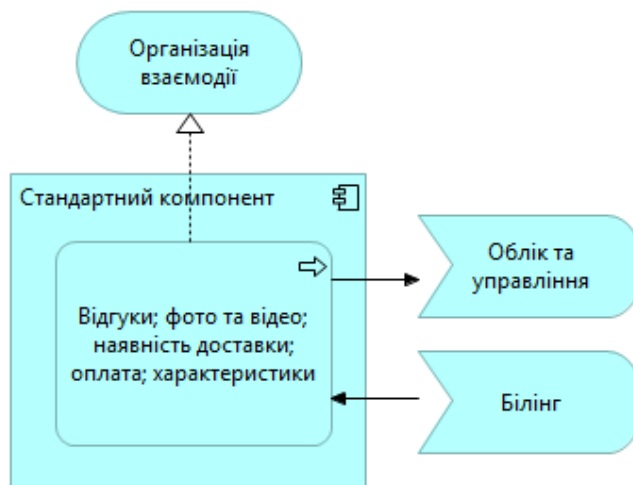 Організація
взаємодії
Стандартний компонент
Відгуки; фото та відео;
наявність доставки;
оплата; характеристики
Облік та
управління
Білінг